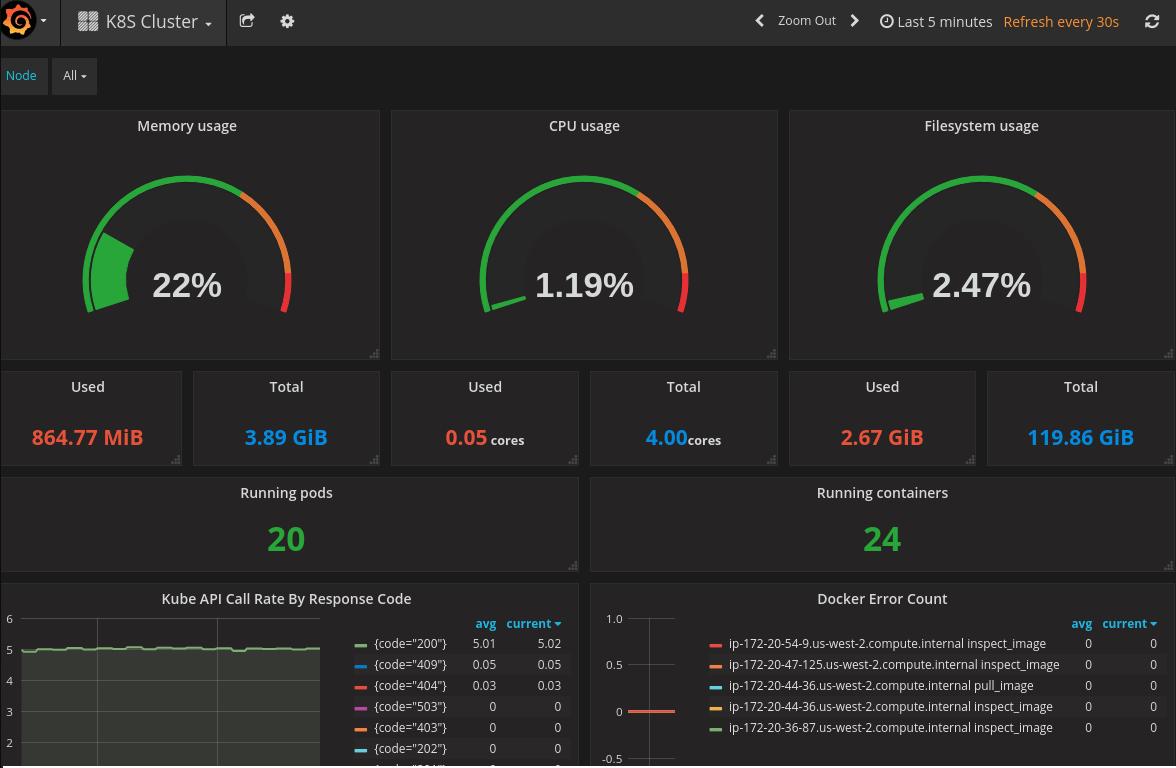 K8S Cluster
Zoom Out
Last 5 minutes
Refresh every 30s
Node
All
Memory usage
CPU usage
Filesystem usage
22%
1.19%
2.47%
Used
Total
Used
Total
Used
Total
864.77 MiB
3.89 GiB
0.05 cores
4.00 cores
2.67 GiB
119.86 GiB
Running pods
Running containers
20
24
Kube API Call Rate By Response Code
6
5
4
3
2
avg current
{code="200"} 5.01 5.02
{code="409"} 0.05 0.05
{code="404"} 0.03 0.03
{code="503"} 0 0
{code="403"} 0 0
{code="202"} 0 0
Docker Error Count
1.0
0.5
0
-0.5
avg current
ip-172-20-54-9.us-west-2.compute.internal inspect_image 0 0
ip-172-20-47-125.us-west-2.compute.internal inspect_image 0 0
ip-172-20-44-36.us-west-2.compute.internal pull_image 0 0
ip-172-20-44-36.us-west-2.compute.internal inspect_image 0 0
ip-172-20-36-87.us-west-2.compute.internal inspect_image 0 0